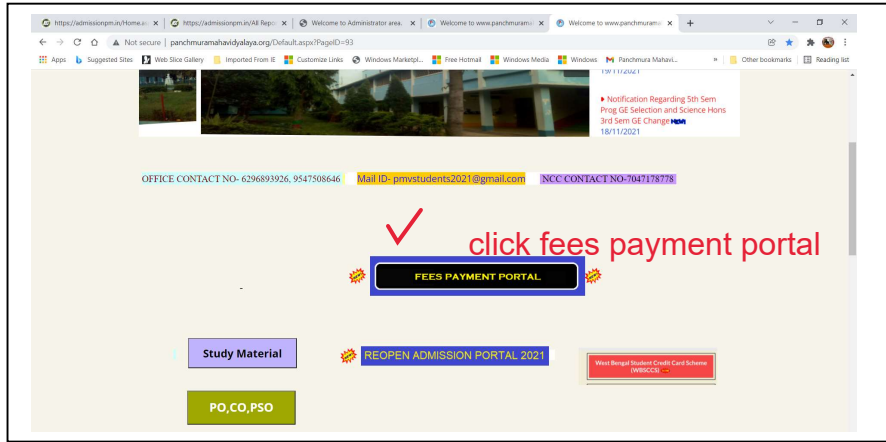 https://admissionpm.in/Home.as
https://admissionpm.in/All Repor
Welcome to Administrator area.
Welcome to www.panchmuramah
Welcome to www.panchmurama
Not secure | panchmuramahavidyalaya.org/Default.aspx?PageID=93
Apps Suggested Sites Web Slice Gallery Imported From IE Customize Links Windows Marketpl... Free Hotmail Windows Media Windows Panchmura Mahavi... » Other bookmarks Reading list
19/11/2021
Notification Regarding 5th Sem
Prog GE Selection and Science Hons
3rd Sem GE Change
18/11/2021
OFFICE CONTACT NO- 6296893926, 9547508646 Mail ID- pmvstudents2021@gmail.com NCC CONTACT NO-7047178778
click fees payment portal
FEES PAYMENT PORTAL
-
Study Material
REOPEN ADMISSION PORTAL 2021
West Bengal Student Credit Card Scheme
(WBSCCS)
PO,CO,PSO